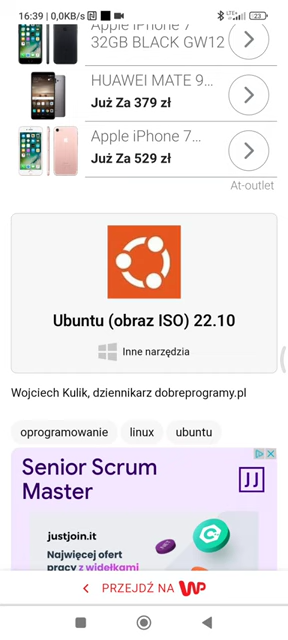 16:39 | 0,0KB/s
LTE+
23
Apple iPhone 7
32GB BLACK GW12
HUAWEI MATE 9...
Już Za 379 zł
Apple iPhone 7...
Już Za 529 zł
At-outlet
Ubuntu (obraz ISO) 22.10
Inne narzędzia
Wojciech Kulik, dziennikarz dobreprogramy.pl
oprogramowanie
linux
ubuntu
Senior Scrum
Master
JJ
justjoin.it
Najwięcej ofert
pracy z widełkami
PRZEJDŹ NA WP